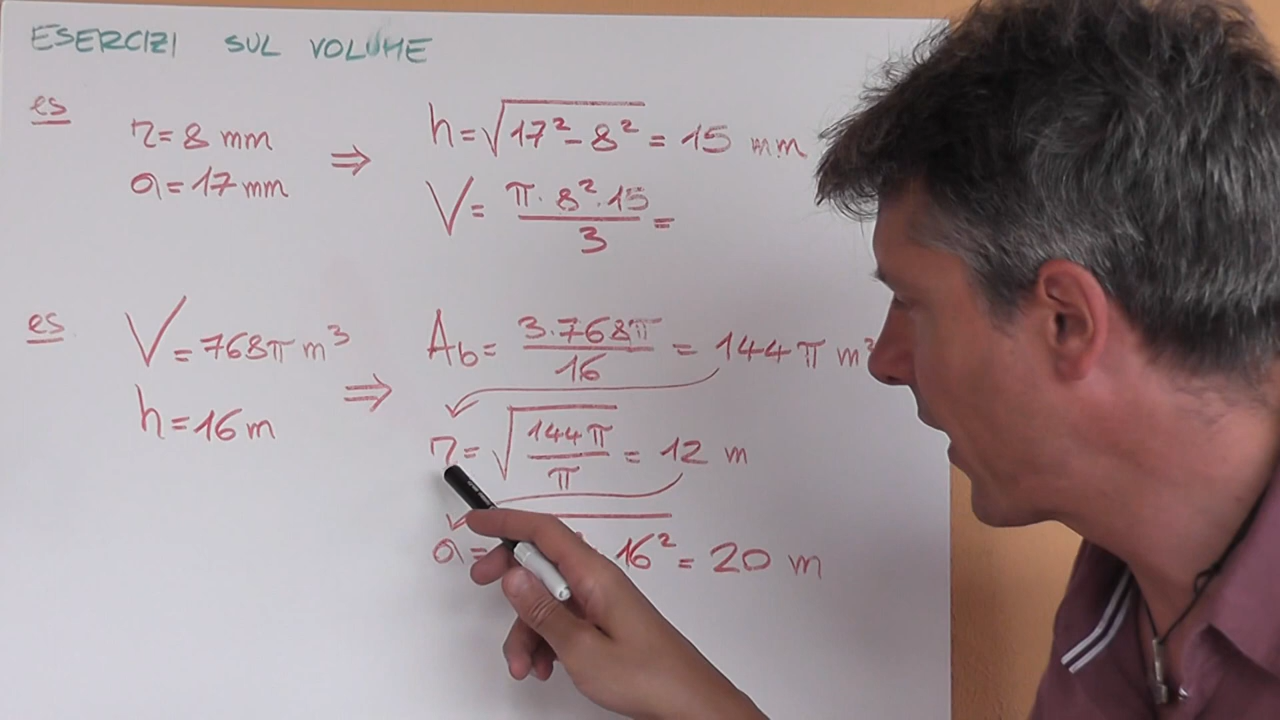 ESERCIZI SUL VOLUME
es
r = 8 mm
a = 17 mm
⇒
h = √(17² - 8²) = 15 mm
V = π · 8² · 15 / 3 =
es
V = 768π m³
h = 16 m
⇒
Ab = 3 · 768π / 16 = 144π m²
r = √(144π / π) = 12 m
a = 16² = 20 m